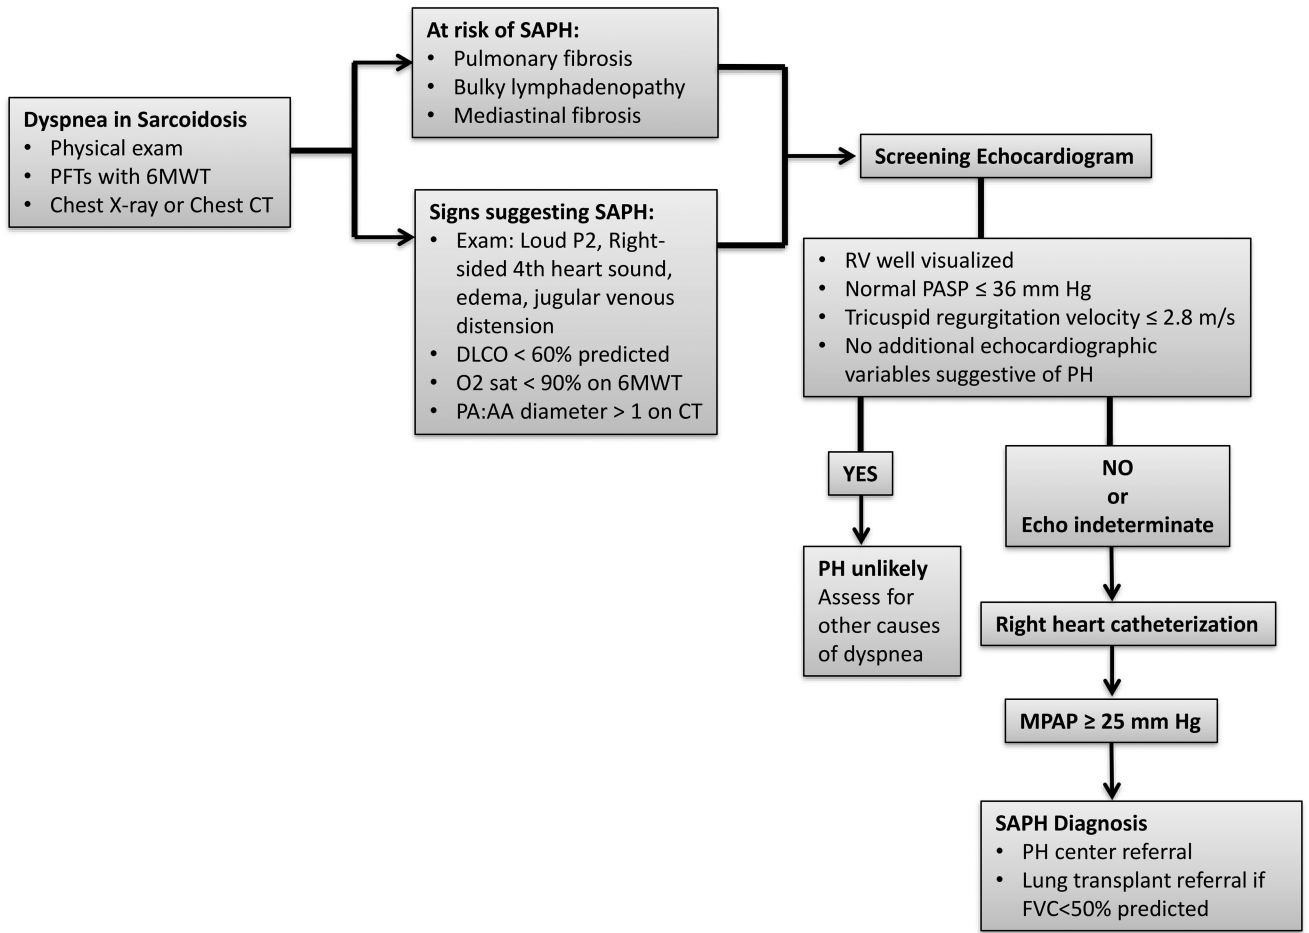 Dyspnea in Sarcoidosis
• Physical exam
• PFTs with 6MWT
• Chest X-ray or Chest CT
At risk of SAPH:
• Pulmonary fibrosis
• Bulky lymphadenopathy
• Mediastinal fibrosis
Signs suggesting SAPH:
• Exam: Loud P2, Right-
sided 4th heart sound,
edema, jugular venous
distension
• DLCO < 60% predicted
• O2 sat < 90% on 6MWT
• PA:AA diameter > 1 on CT
Screening Echocardiogram
• RV well visualized
• Normal PASP ≤ 36 mm Hg
• Tricuspid regurgitation velocity ≤ 2.8 m/s
• No additional echocardiographic
variables suggestive of PH
YES
PH unlikely
Assess for
other causes
of dyspnea
NO
or
Echo indeterminate
Right heart catheterization
MPAP ≥ 25 mm Hg
SAPH Diagnosis
• PH center referral
• Lung transplant referral if
FVC<50% predicted